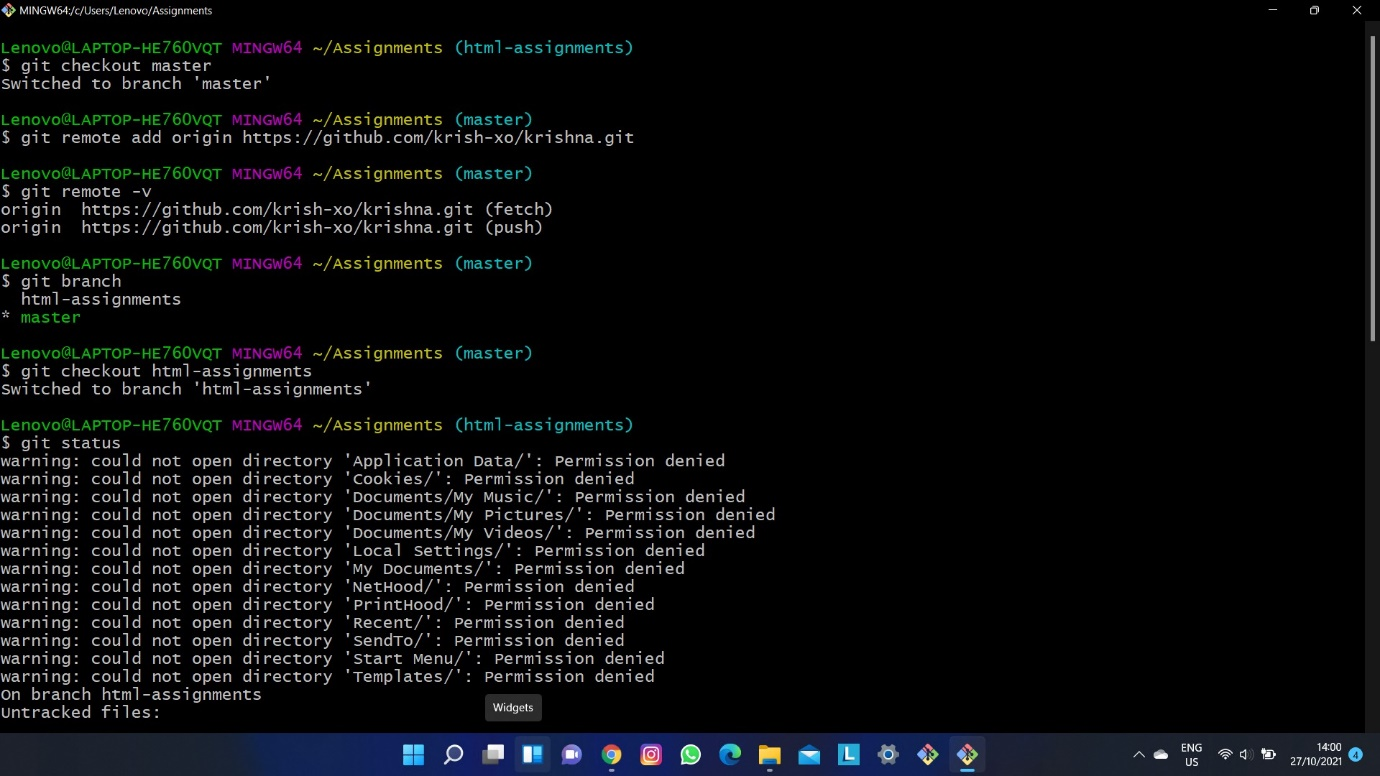 MINGW64:/c/Users/Lenovo/Assignments
Lenovo@LAPTOP-HE760VQT MINGW64 ~/Assignments (html-assignments)
$ git checkout master
Switched to branch 'master'
Lenovo@LAPTOP-HE760VQT MINGW64 ~/Assignments (master)
$ git remote add origin https://github.com/krish-xo/krishna.git
Lenovo@LAPTOP-HE760VQT MINGW64 ~/Assignments (master)
$ git remote -v
origin  https://github.com/krish-xo/krishna.git (fetch)
origin  https://github.com/krish-xo/krishna.git (push)
Lenovo@LAPTOP-HE760VQT MINGW64 ~/Assignments (master)
$ git branch
  html-assignments
* master
Lenovo@LAPTOP-HE760VQT MINGW64 ~/Assignments (master)
$ git checkout html-assignments
Switched to branch 'html-assignments'
Lenovo@LAPTOP-HE760VQT MINGW64 ~/Assignments (html-assignments)
$ git status
warning: could not open directory 'Application Data/': Permission denied
warning: could not open directory 'Cookies/': Permission denied
warning: could not open directory 'Documents/My Music/': Permission denied
warning: could not open directory 'Documents/My Pictures/': Permission denied
warning: could not open directory 'Documents/My Videos/': Permission denied
warning: could not open directory 'Local Settings/': Permission denied
warning: could not open directory 'My Documents/': Permission denied
warning: could not open directory 'NetHood/': Permission denied
warning: could not open directory 'PrintHood/': Permission denied
warning: could not open directory 'Recent/': Permission denied
warning: could not open directory 'SendTo/': Permission denied
warning: could not open directory 'Start Menu/': Permission denied
warning: could not open directory 'Templates/': Permission denied
On branch html-assignments
Untracked files:
Widgets
L
ENG
US
14:00
27/10/2021
4